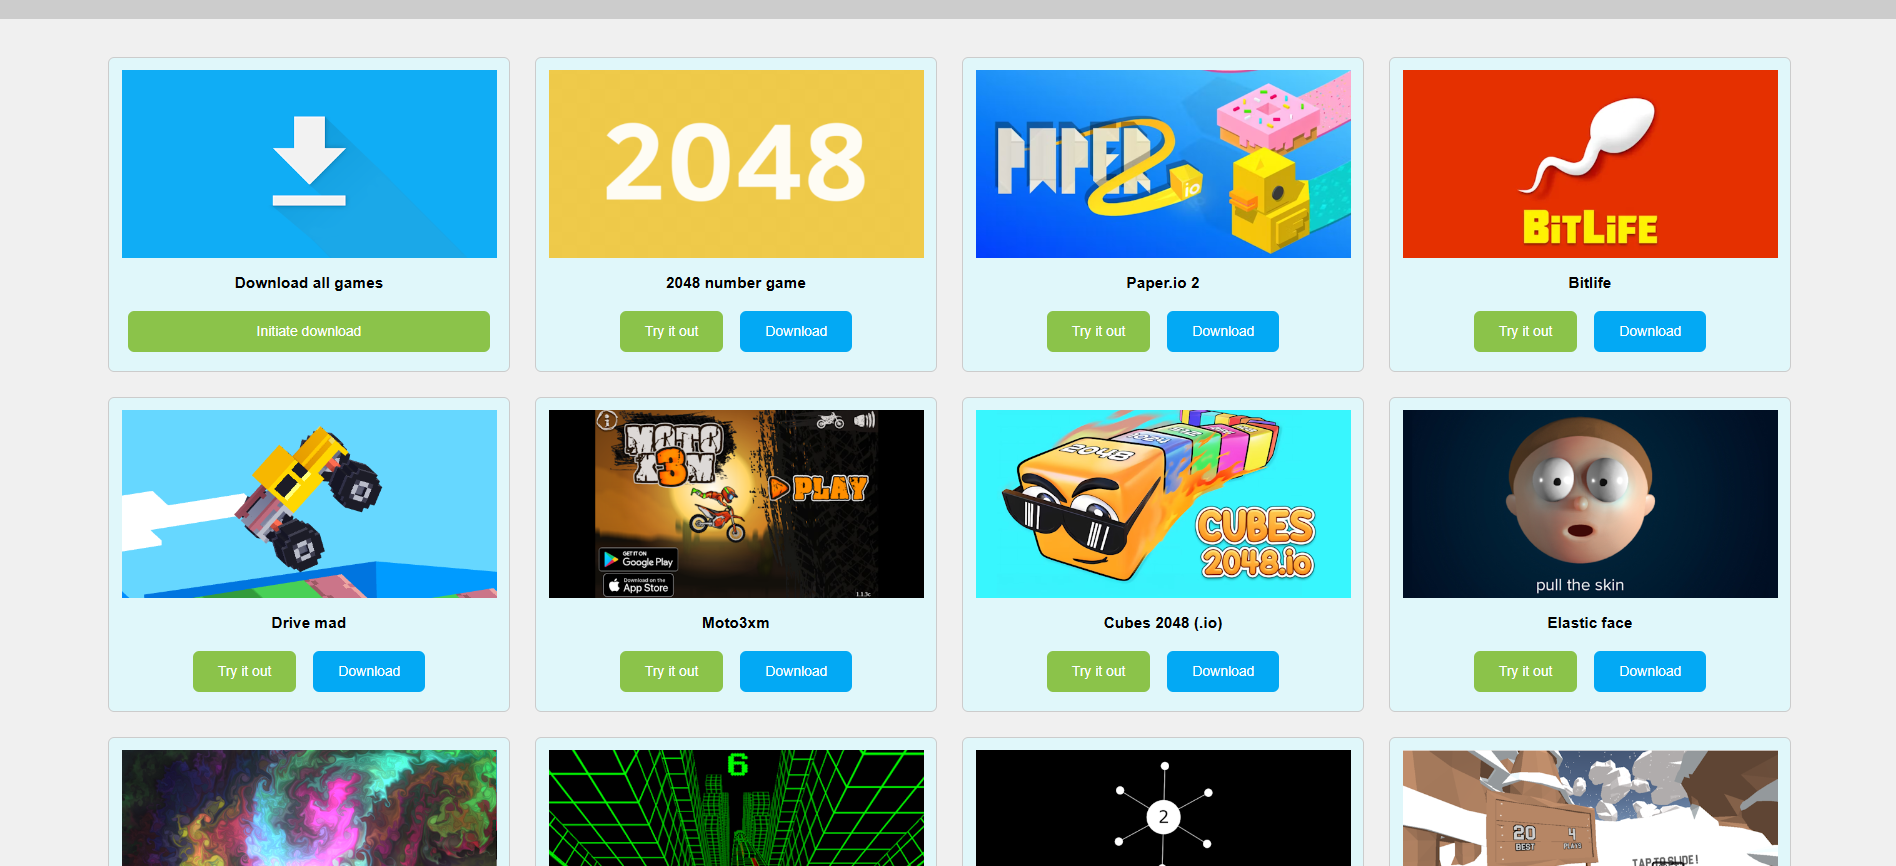 2048
PAPER 2
io
BITLIFE
Download all games
2048 number game
Paper.io 2
Bitlife
Initiate download
Try it out
Download
Try it out
Download
Try it out
Download
MOTO
X3M
PLAY
GET IT ON
Google Play
Download on the
App Store
1.1.3c
2048
CUBES
2048.io
pull the skin
Drive mad
Moto3xm
Cubes 2048 (.io)
Elastic face
Try it out
Download
Try it out
Download
Try it out
Download
Try it out
Download
6
2
20
BEST
4
PLAYS
TAP TO SLIDE!